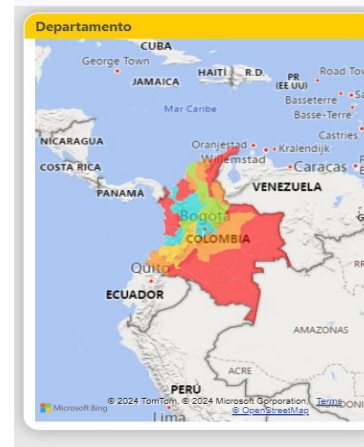 Departamento
CUBA
George Town
HAITÍ
R.D.
PR
(EE UU)
Road Tow
JAMAICA
Basseterre
Basse-Terre
Mar Caribe
Castries
NICARAGUA
Oranjestad
Kralendijk
Willemstad
COSTA RICA
Caracas
PANAMÁ
VENEZUELA
Bogotá
COLOMBIA
Quito
ECUADOR
AMAZONAS
ACRE
PERÚ
© 2024 TomTom, © 2024 Microsoft Corporation, Terms
Microsoft Bing
© OpenStreetMap
Lima